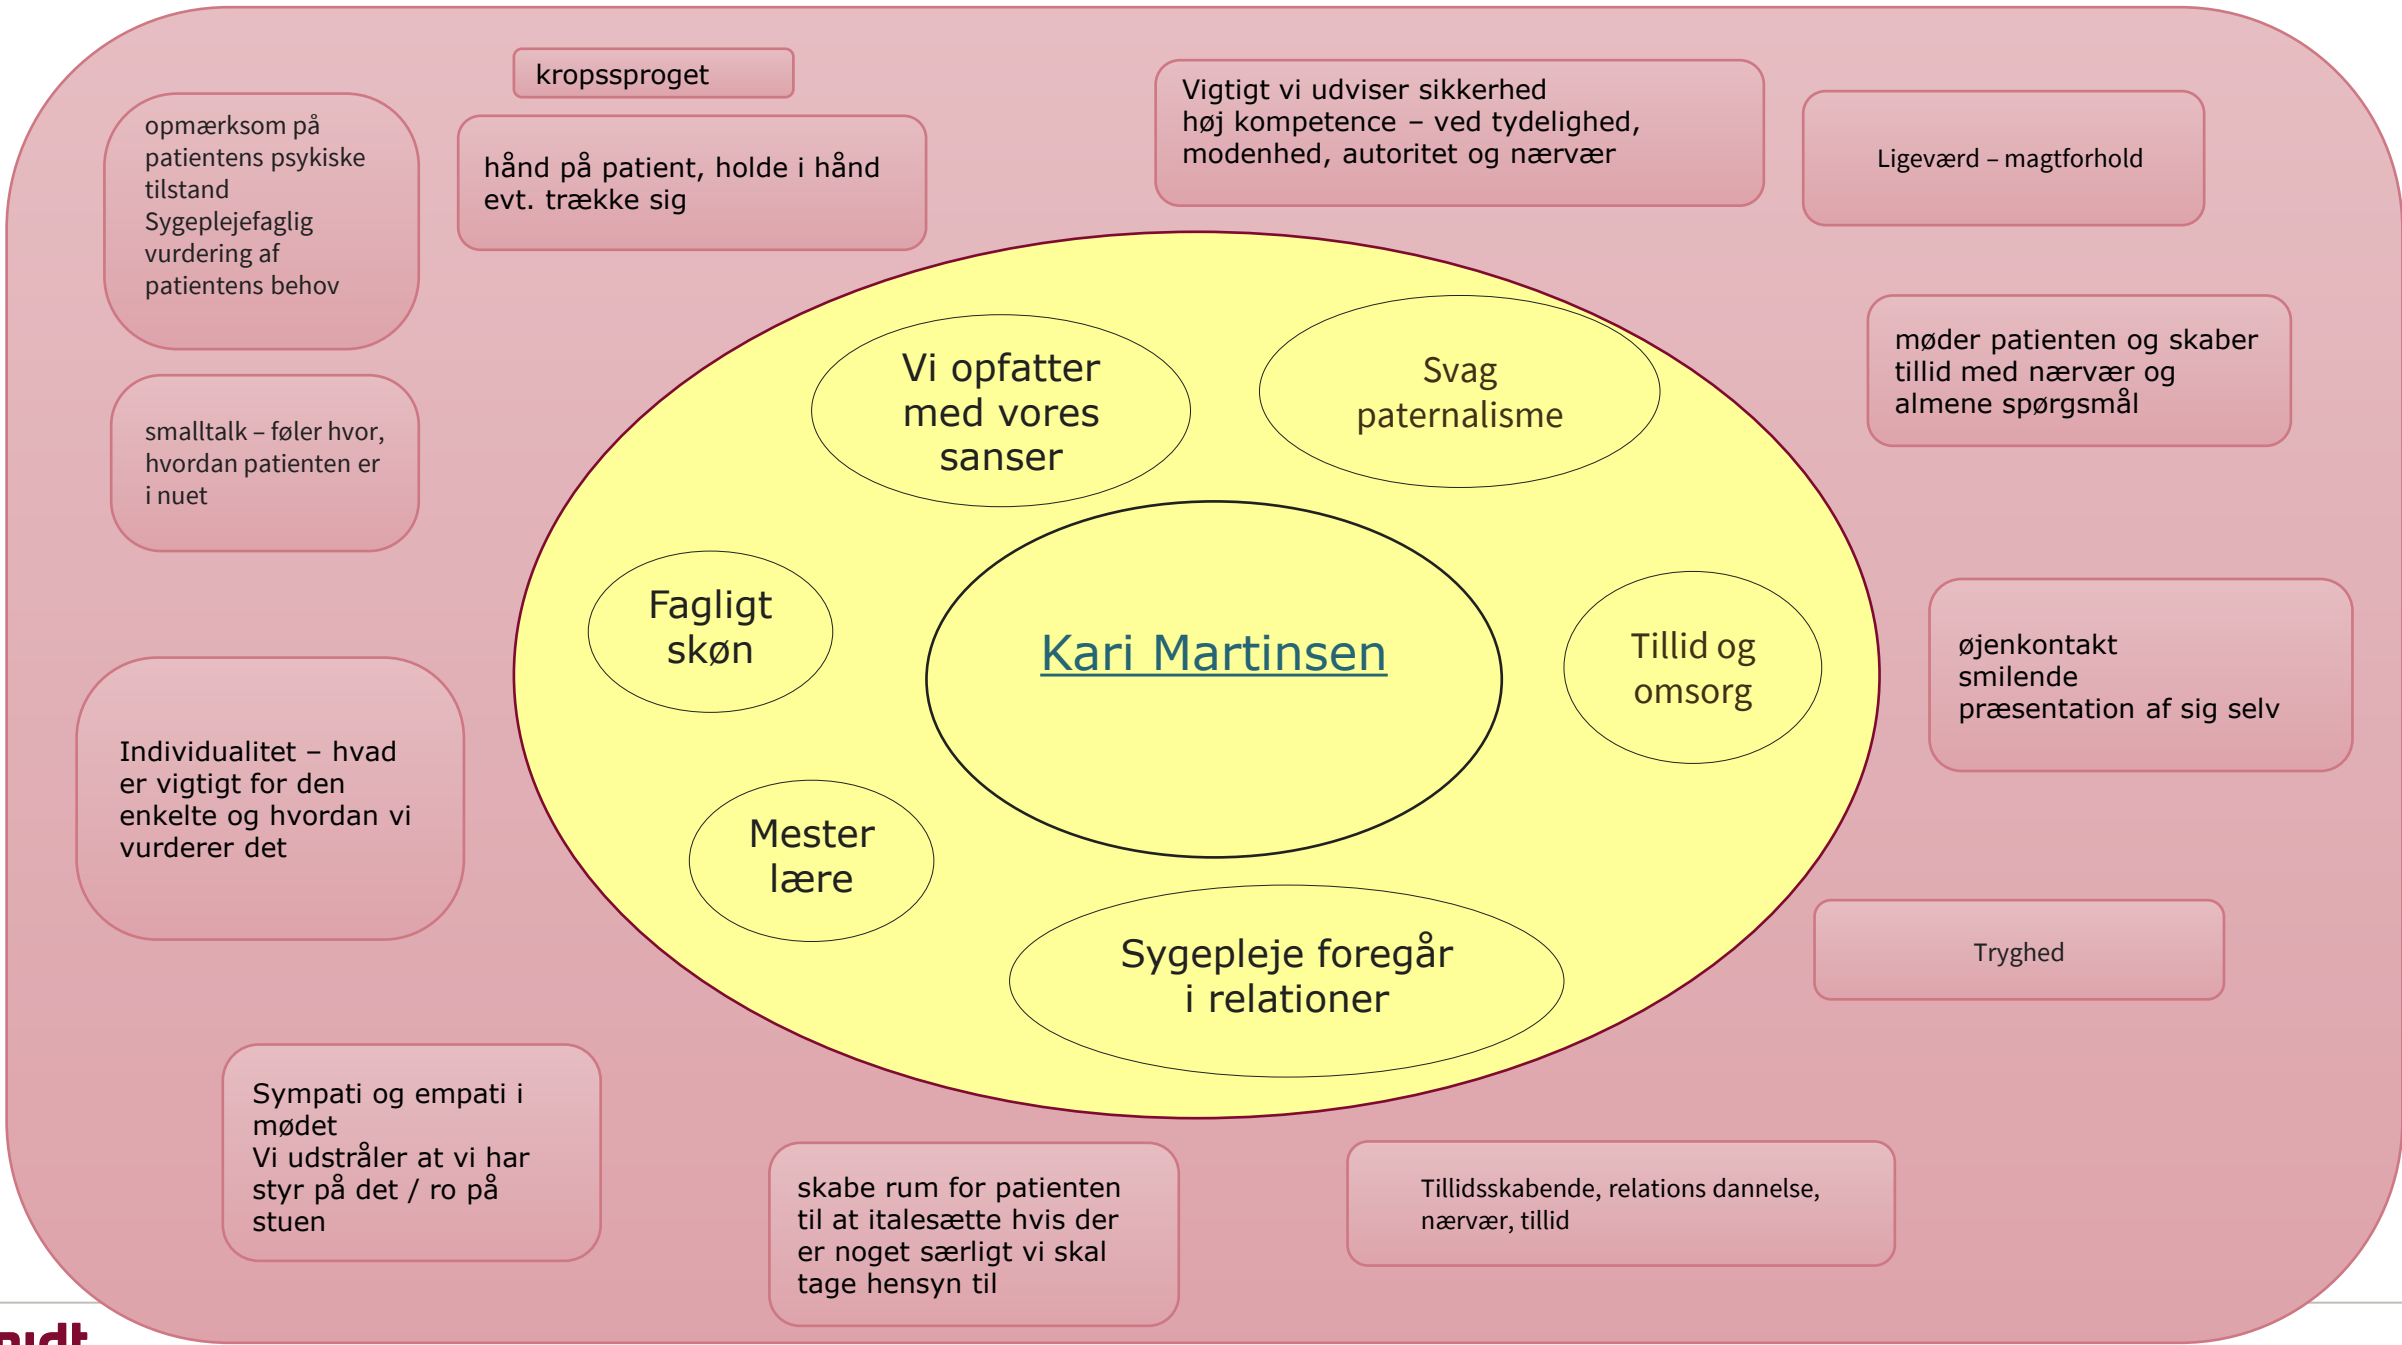 kropssproget
opmærksom på
patientens psykiske
tilstand
Sygeplejefaglig
vurdering af
patientens behov
hånd på patient, holde i hånd
evt. trække sig
Vigtigt vi udviser sikkerhed
høj kompetence – ved tydelighed,
modenhed, autoritet og nærvær
Ligeværd – magtforhold
smalltalk – føler hvor,
hvordan patienten er
i nuet
Vi opfatter
med vores
sanser
Svag
paternalisme
møder patienten og skaber
tillid med nærvær og
almene spørgsmål
Fagligt
skøn
Kari Martinsen
Tillid og
omsorg
øjenkontakt
smilende
præsentation af sig selv
Individualitet – hvad
er vigtigt for den
enkelte og hvordan vi
vurderer det
Mester
lære
Sygepleje foregår
i relationer
Tryghed
Sympati og empati i
mødet
Vi udstråler at vi har
styr på det / ro på
stuen
skabe rum for patienten
til at italesætte hvis der
er noget særligt vi skal
tage hensyn til
Tillidsskabende, relations dannelse,
nærvær, tillid